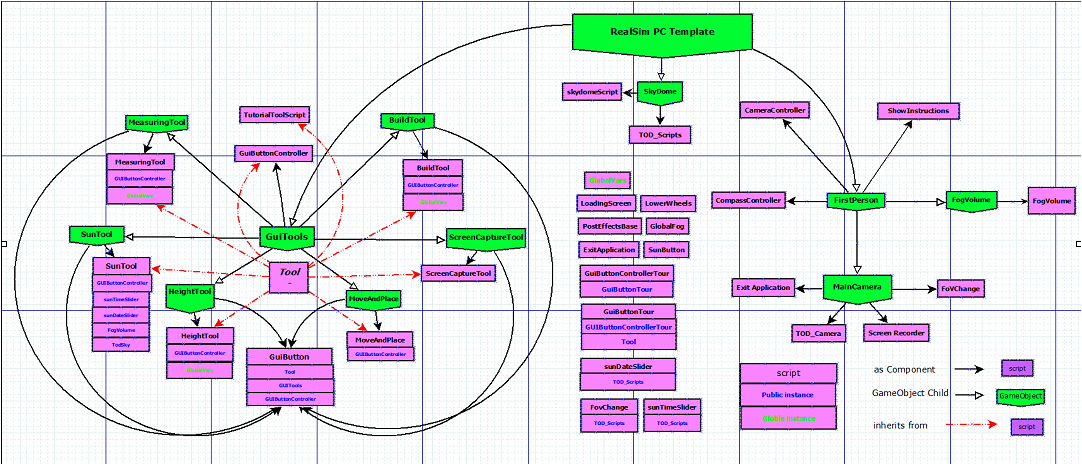 RealSim PC Template
SkyDome
skydomeScript
TOD_Scripts
CameraController
ShowInstructions
CompassController
FirstPerson
FogVolume
FogVolume
Exit Application
MainCamera
FoVChange
TOD_Camera
Screen Recorder
MeasuringTool
MeasuringTool
GUIButtonController
GlobalVars
TutorialToolScript
GuiButtonController
BuildTool
BuildTool
GUIButtonController
GlobalVars
SunTool
SunTool
GUIButtonController
sunTimeSlider
sunDateSlider
FogVolume
TodSky
GuiTools
Tool
-
ScreenCaptureTool
ScreenCaptureTool
HeightTool
HeightTool
GUIButtonController
GlobalVars
MoveAndPlace
MoveAndPlace
GUIButtonController
GuiButton
Tool
GUITools
GUIButtonController
GlobalVars
LoadingScreen
LowerWheels
PostEffectsBase
GlobalFog
ExitApplication
SunButton
GuiButtonControllerTour
GuiButtonTour
GuiButtonTour
GUIButtonControllerTour
Tool
sunDateSlider
TOD_Scripts
FovChange
TOD_Scripts
sunTimeSlider
TOD_Scripts
script
Public instance
Globle instance
as Component
script
GameObject Child
GameObject
inherits from
script